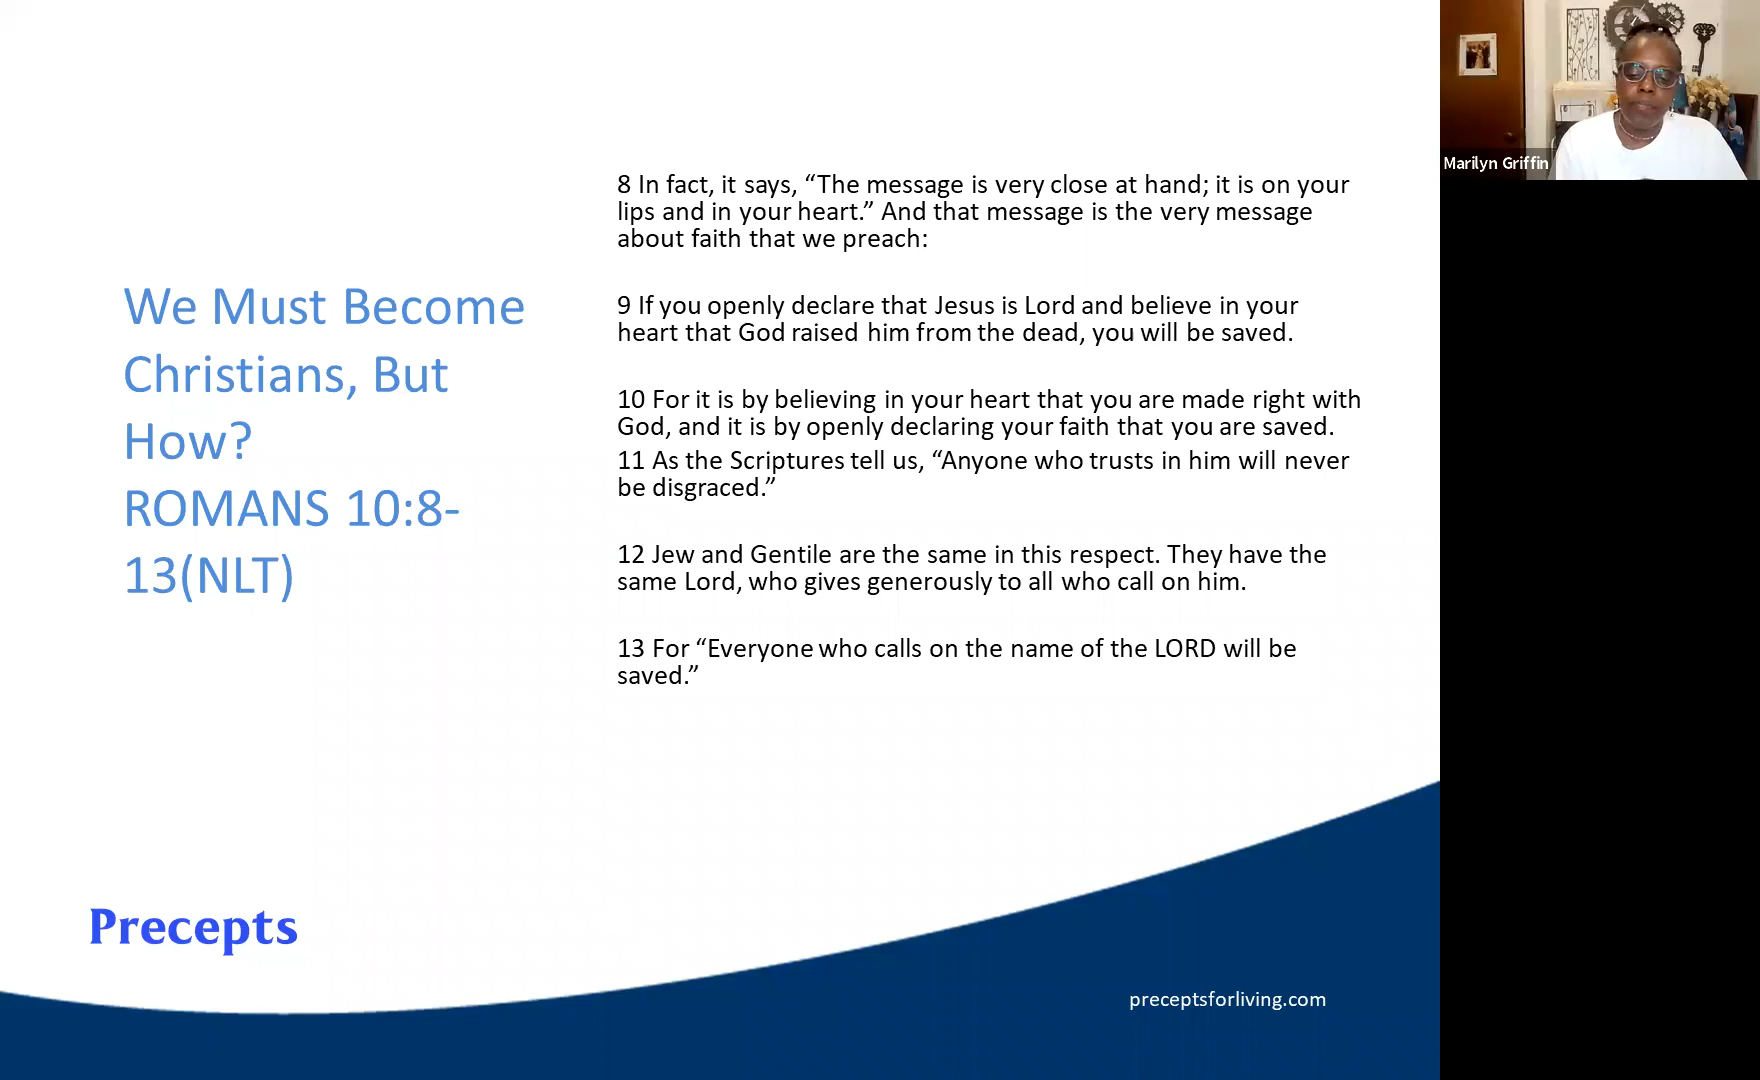 We Must Become
Christians, But
How?
ROMANS 10:8-
13(NLT)
8 In fact, it says, “The message is very close at hand; it is on your
lips and in your heart.” And that message is the very message
about faith that we preach:
9 If you openly declare that Jesus is Lord and believe in your
heart that God raised him from the dead, you will be saved.
10 For it is by believing in your heart that you are made right with
God, and it is by openly declaring your faith that you are saved.
11 As the Scriptures tell us, “Anyone who trusts in him will never
be disgraced.”
12 Jew and Gentile are the same in this respect. They have the
same Lord, who gives generously to all who call on him.
13 For “Everyone who calls on the name of the LORD will be
saved.”
Precepts
preceptsforliving.com
Marilyn Griffin